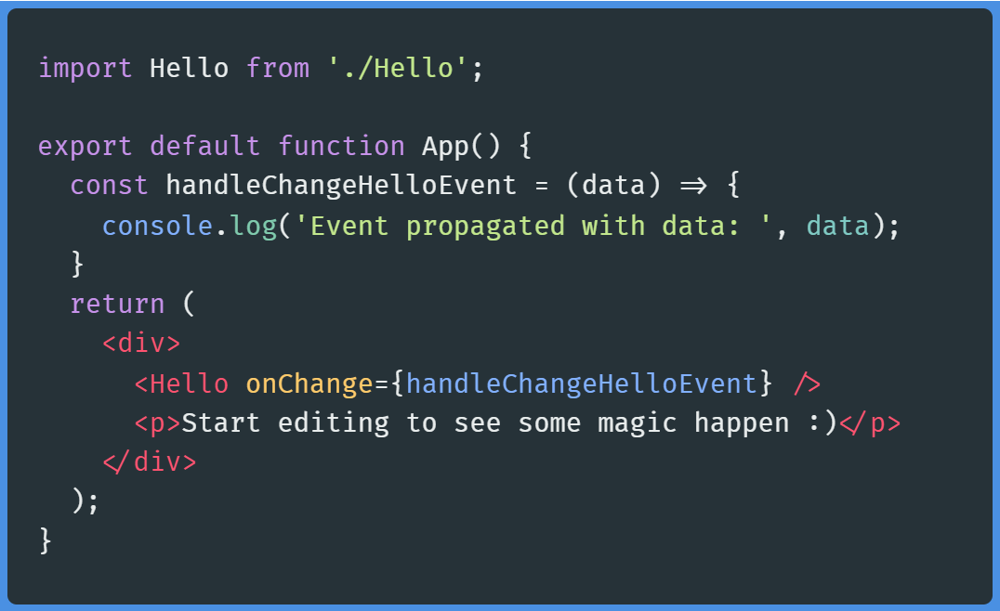 import Hello from './Hello';

export default function App() {
  const handleChangeHelloEvent = (data) => {
    console.log('Event propagated with data: ', data);
  }
  return (
    <div>
      <Hello onChange={handleChangeHelloEvent} />
      <p>Start editing to see some magic happen :)</p>
    </div>
  );
}